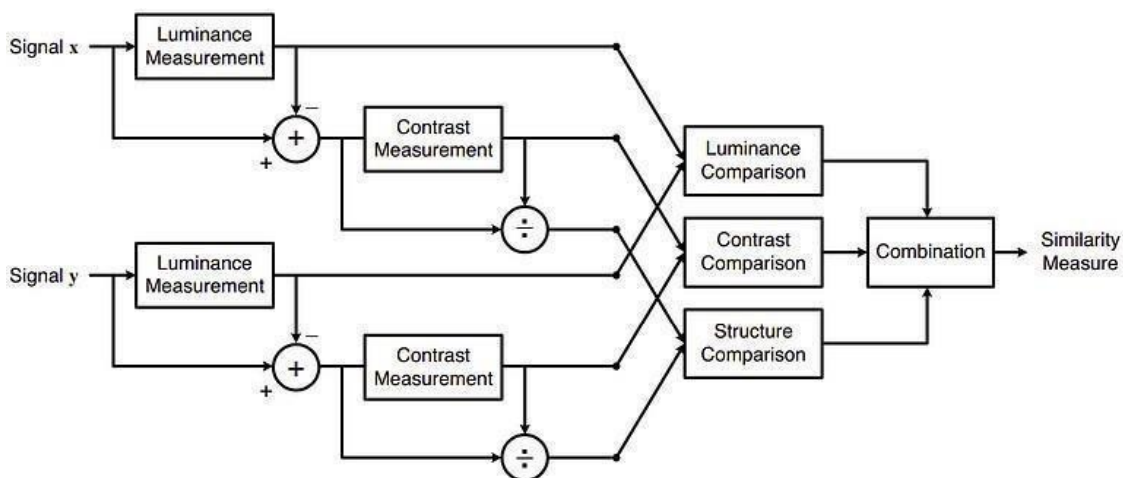 Signal x
Luminance
Measurement
−
+
+
Contrast
Measurement
÷
Signal y
Luminance
Measurement
−
+
+
Contrast
Measurement
÷
Luminance
Comparison
Contrast
Comparison
Structure
Comparison
Combination
Similarity
Measure